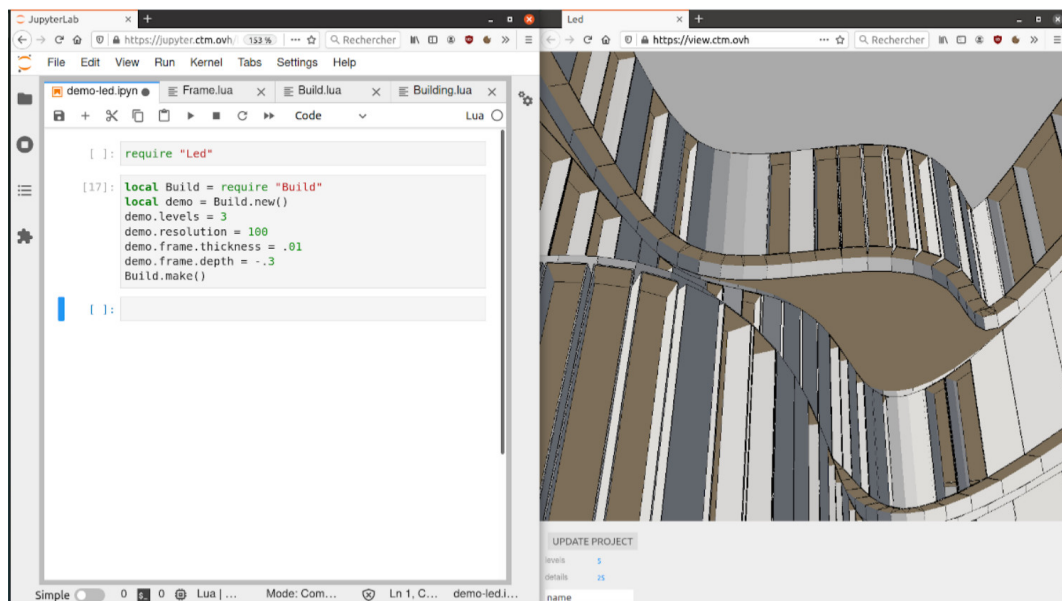 JupyterLab
https://jupyter.ctm.ovh/ 153 % Rechercher
File Edit View Run Kernel Tabs Settings Help
demo-led.ipyn Frame.lua Build.lua Building.lua
Code Lua
[ ]: require "Led"
[17]: local Build = require "Build"
local demo = Build.new()
demo.levels = 3
demo.resolution = 100
demo.frame.thickness = .01
demo.frame.depth = -.3
Build.make()
[ ]:
Simple 0 $_ 0 Lua | ... Mode: Com... Ln 1, C... demo-led.i...
Led
https://view.ctm.ovh Rechercher
UPDATE PROJECT
levels 5
details 25
name